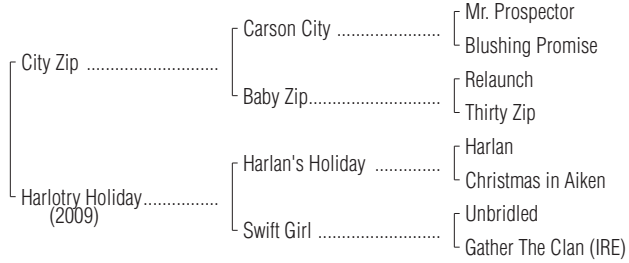 Mr. Prospector
Carson City ......................
Blushing Promise
City Zip ............................
Relaunch
Baby Zip............................
Thirty Zip
Harlan
Harlan's Holiday ..............
Christmas in Aiken
Harlotry Holiday................
(2009)
Unbridled
Swift Girl ..........................
Gather The Clan (IRE)